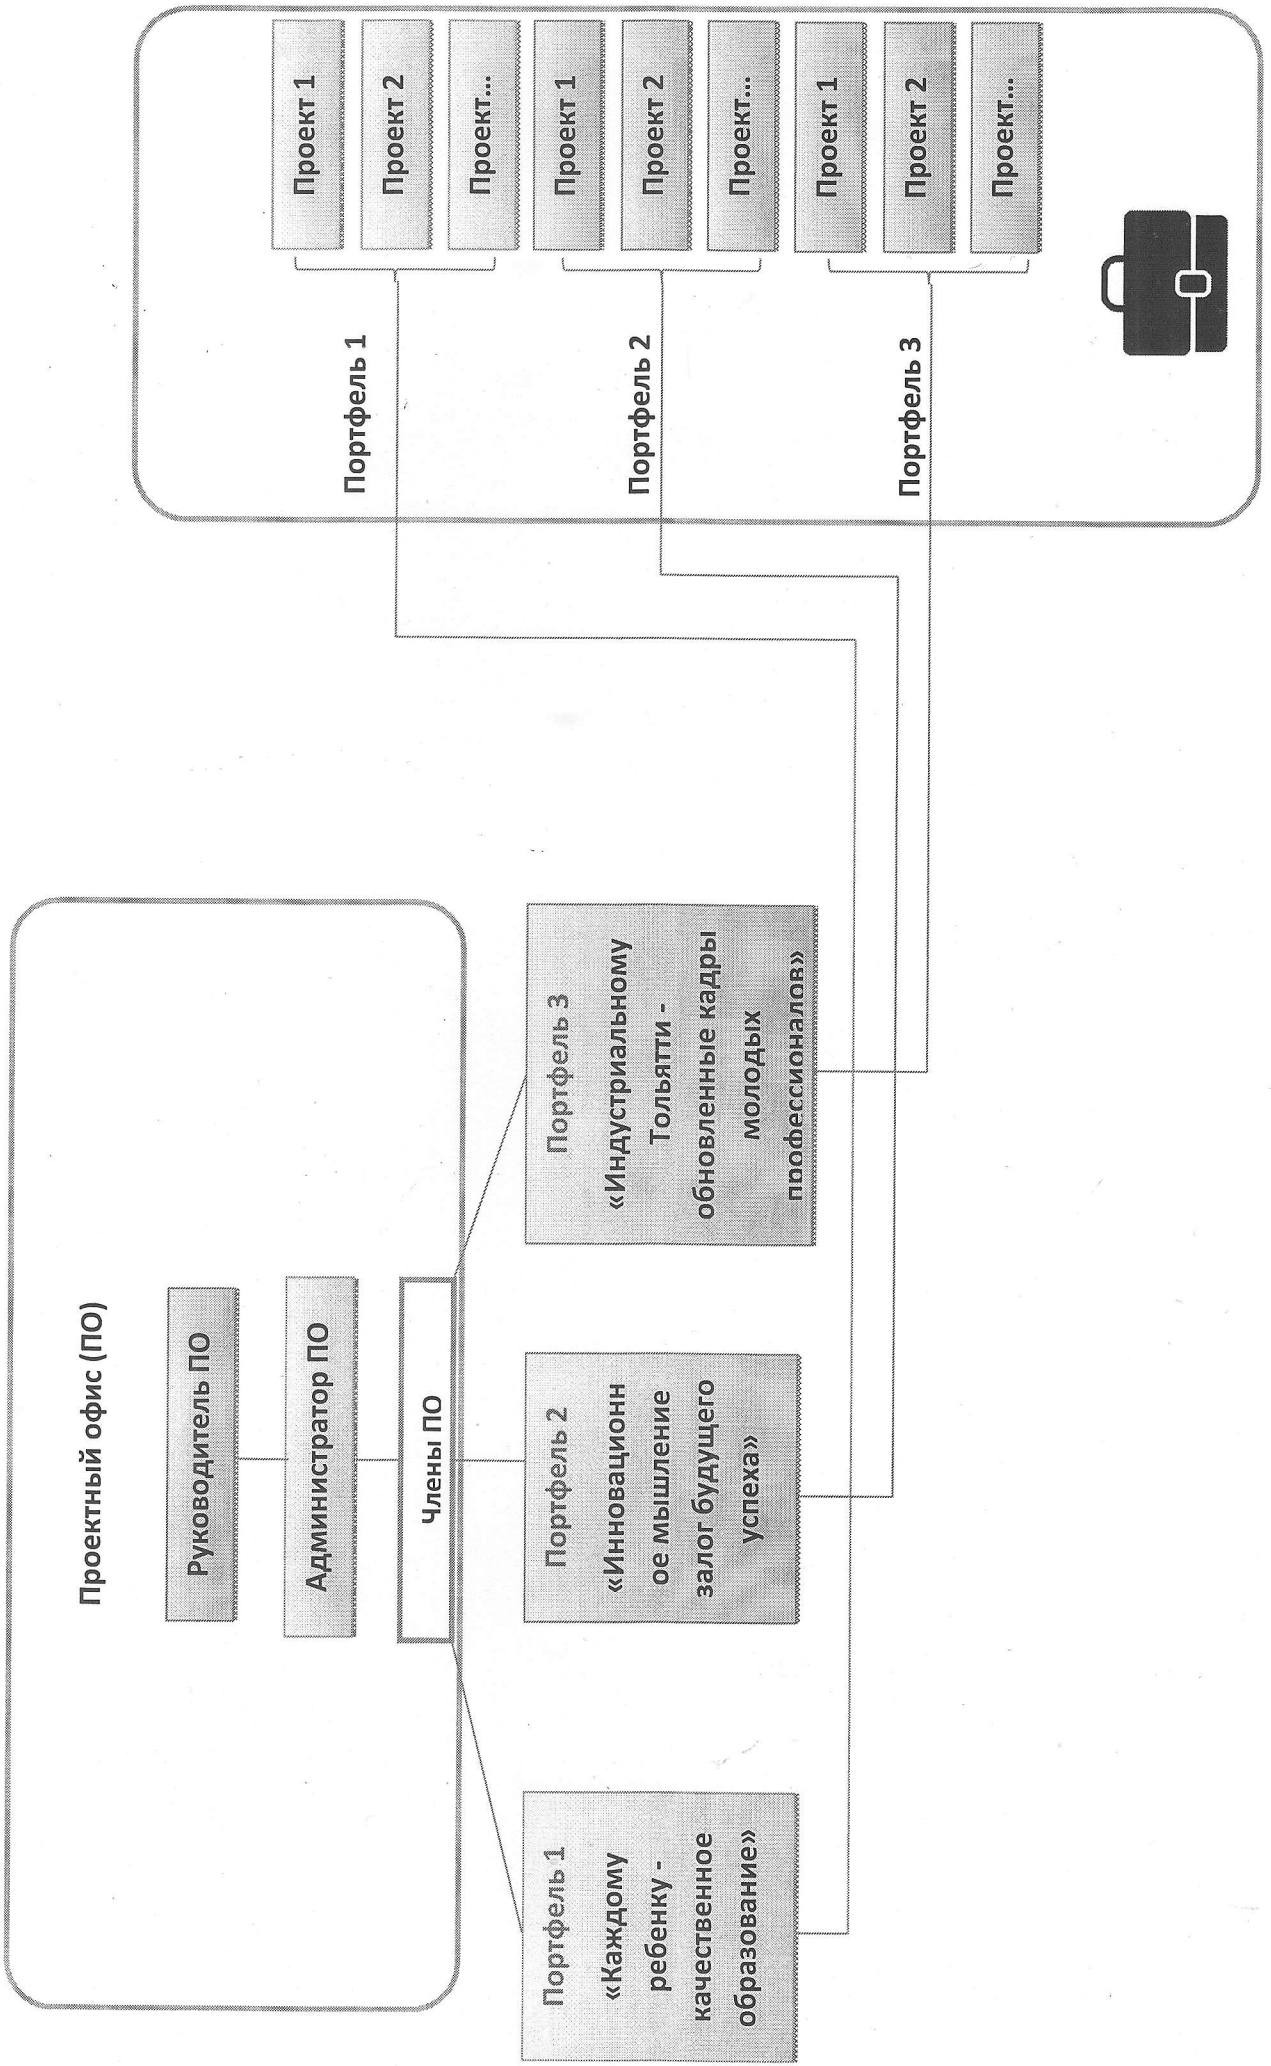 Проектный офис (ПО)
Руководитель ПО
Администратор ПО
Члены ПО
Портфель 1
«Каждому
ребенку -
качественное
образование»
Портфель 2
«Инновационн
ое мышление
залог будущего
успеха»
Портфель 3
«Индустриальному
Тольятти -
обновленные кадры
молодых
профессионалов»
Портфель 1
Проект 1
Проект 2
Проект...
Портфель 2
Проект 1
Проект 2
Проект...
Портфель 3
Проект 1
Проект 2
Проект...